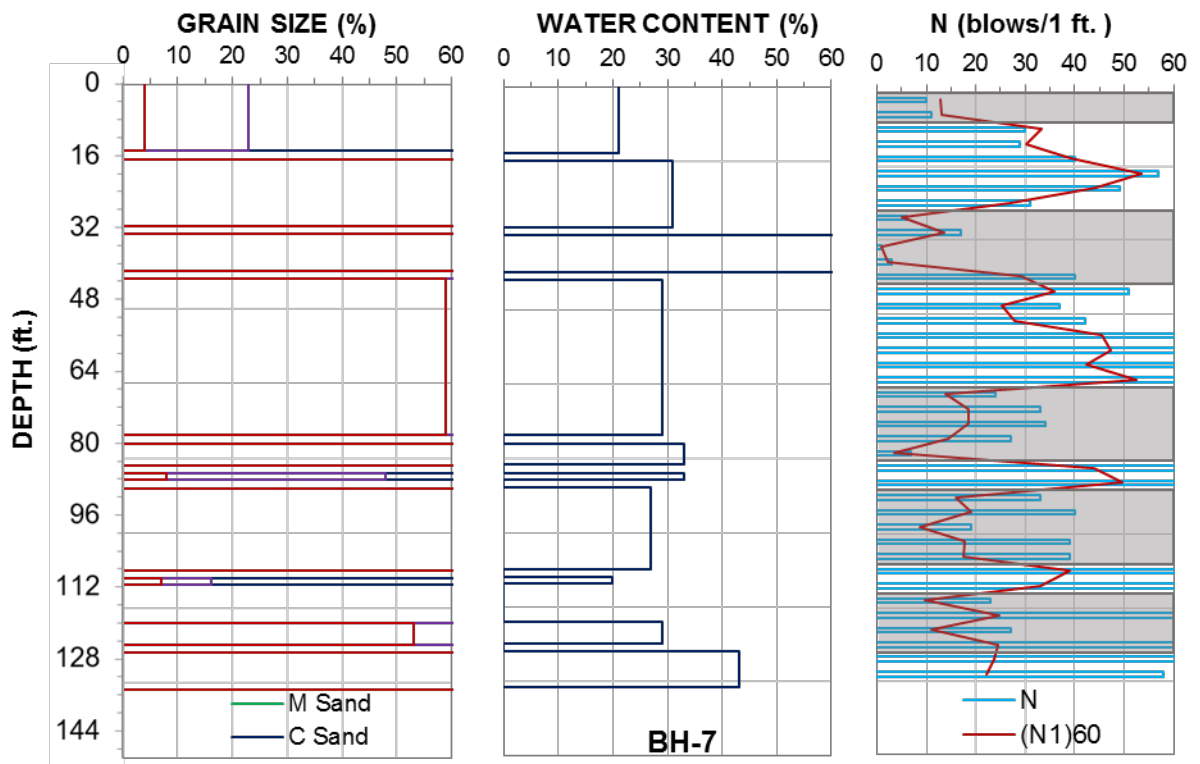 GRAIN SIZE (%) WATER CONTENT (%) N (blows/1 ft. )
0 10 20 30 40 50 60 0 10 20 30 40 50 60 0 10 20 30 40 50 60
0
16
32
48
DEPTH (ft.)
64
80
96
112
128
144
M Sand
C Sand
BH-7
N
(N1)60